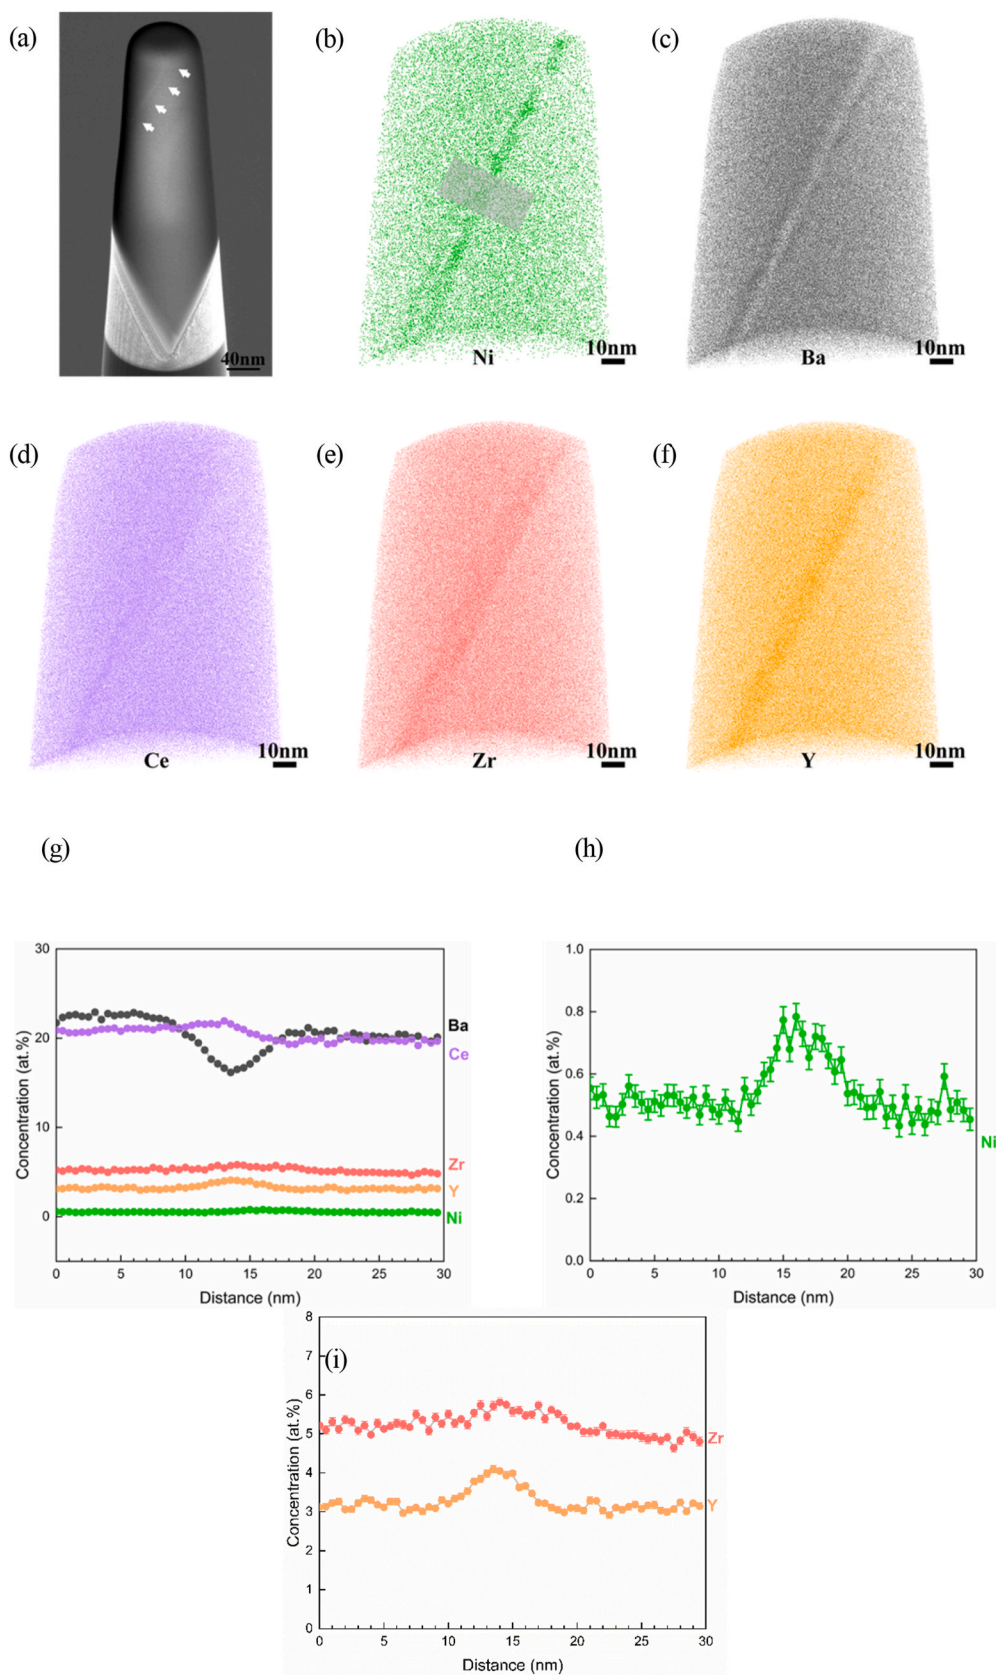 (a)
(b)
(c)
40nm
Ni
10nm
Ba
10nm
(d)
(e)
(f)
Ce
10nm
Zr
10nm
Y
10nm
(g)
(h)
30
20
10
0
Concentration (at.%)
Ba
Ce
Zr
Y
Ni
0 5 10 15 20 25 30
Distance (nm)
1.0
0.8
0.6
0.4
0.2
0.0
Concentration (at.%)
Ni
0 5 10 15 20 25 30
Distance (nm)
(i)
8
7
6
5
4
3
2
1
0
Concentration (at.%)
Zr
Y
0 5 10 15 20 25 30
Distance (nm)